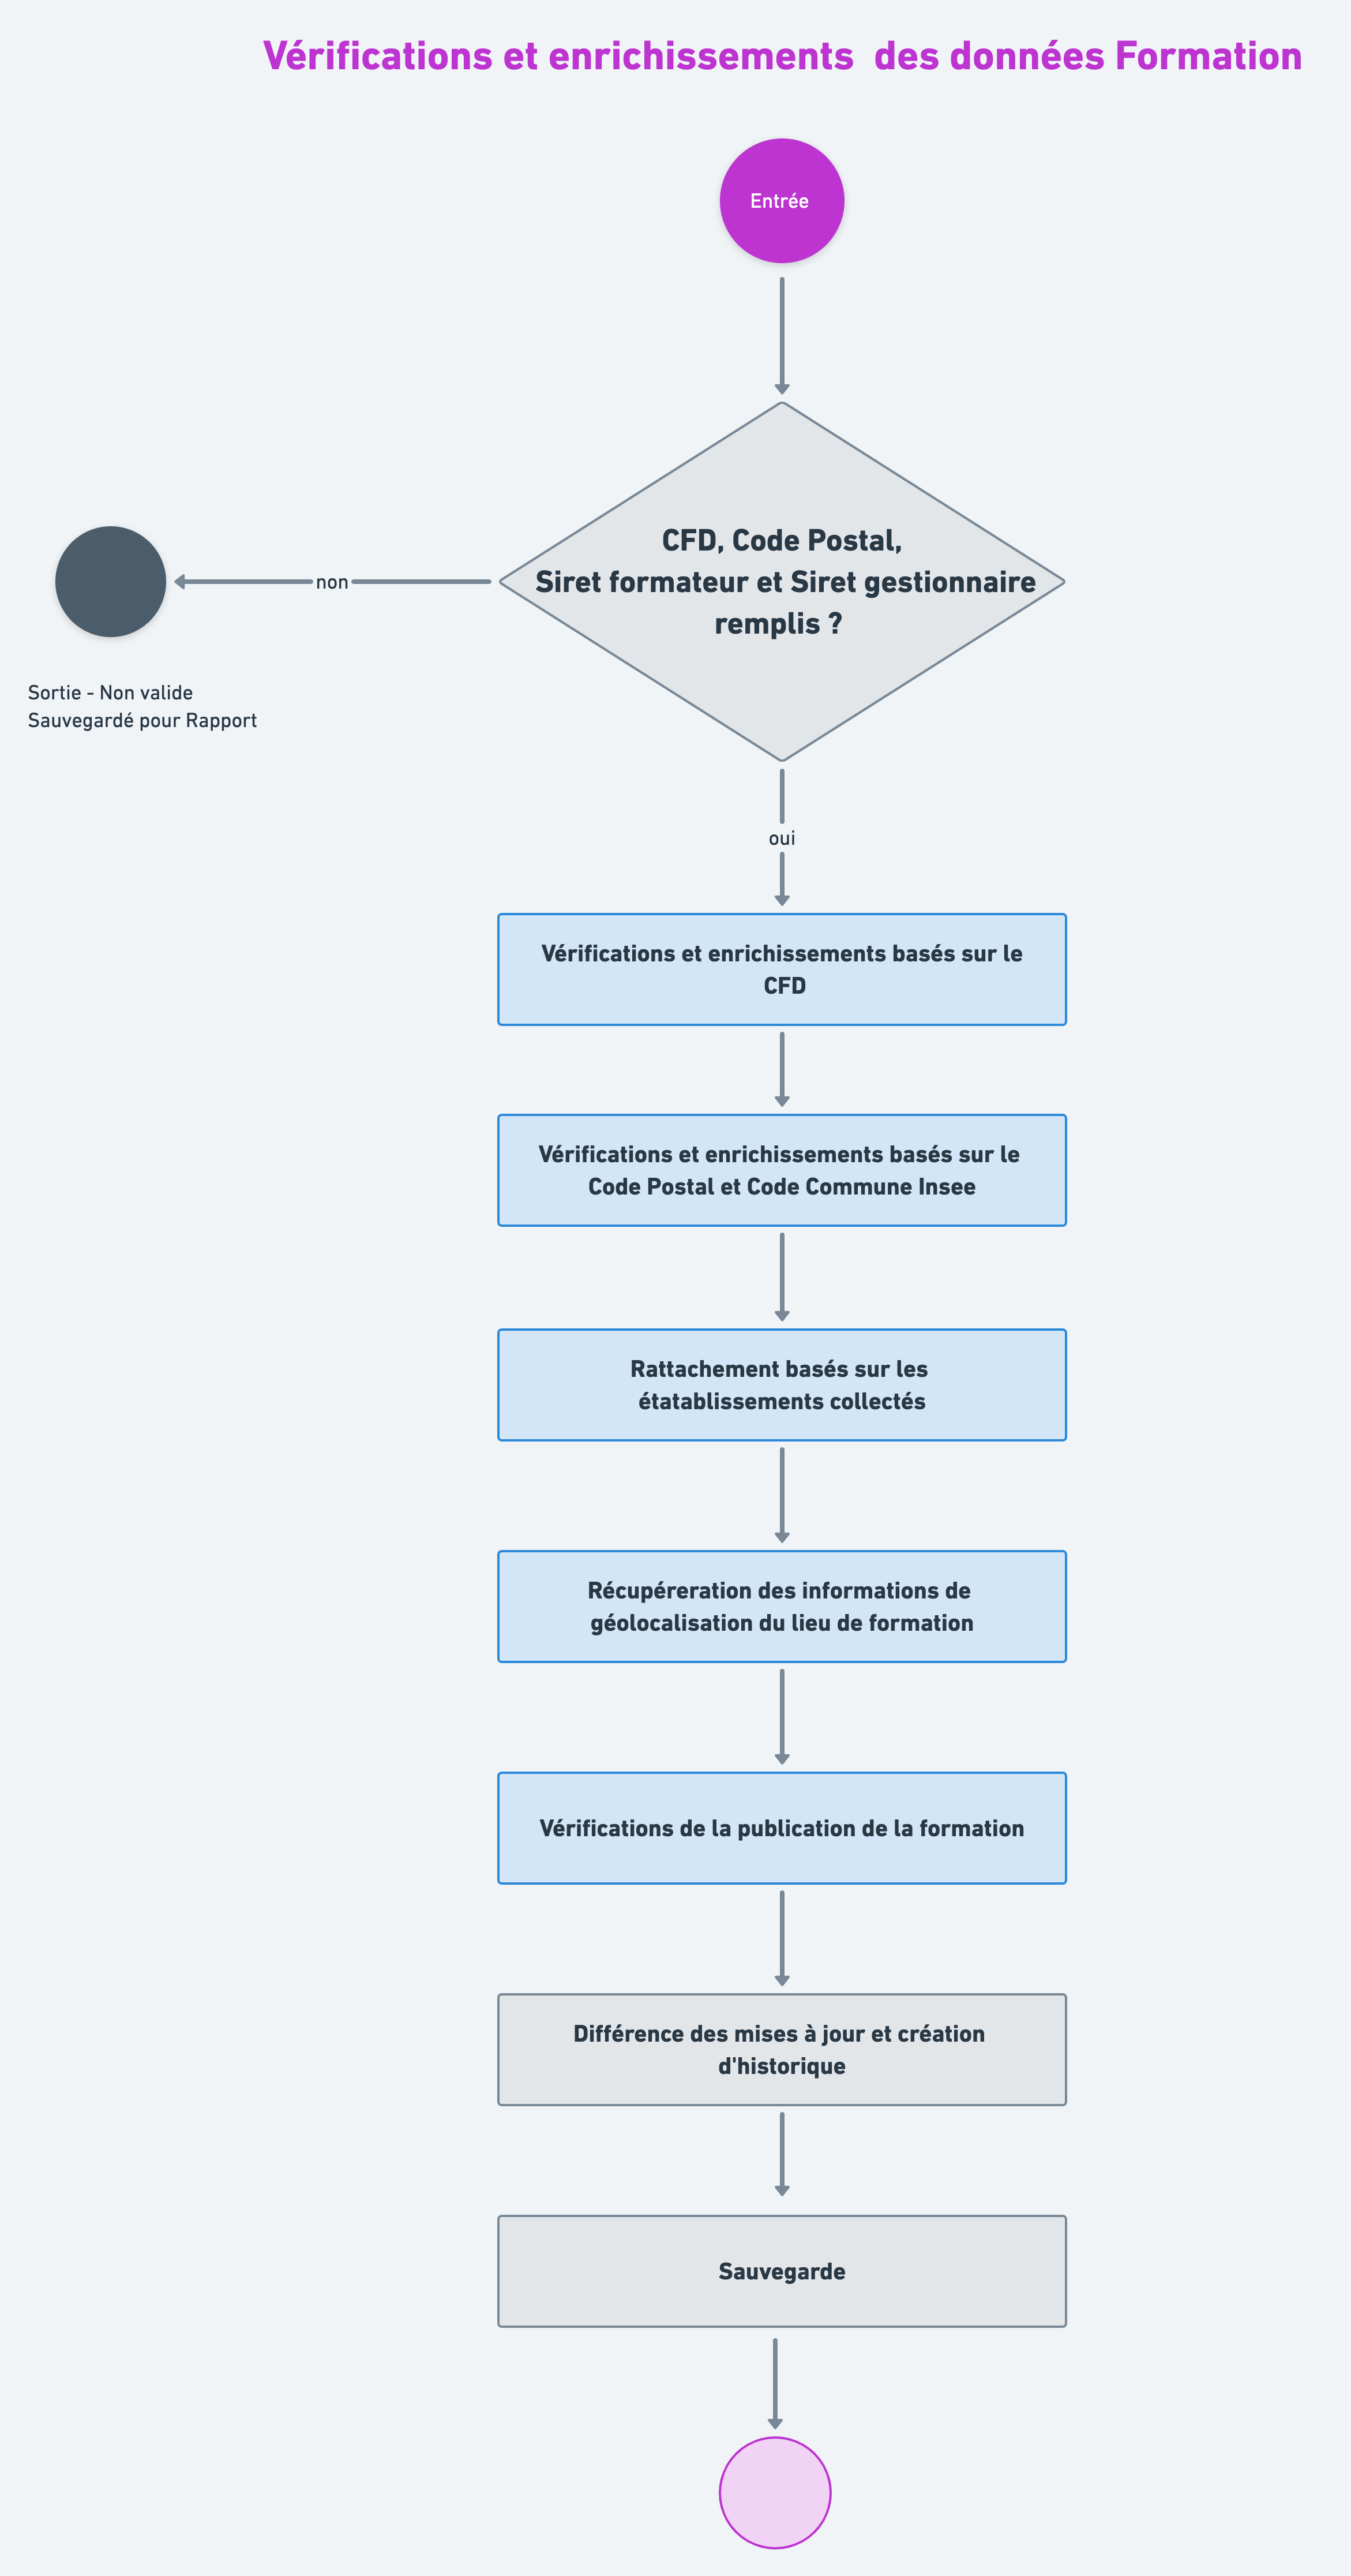 Vérifications et enrichissements  des données Formation
Entrée
CFD, Code Postal,
Siret formateur et Siret gestionnaire
remplis ?
non
Sortie - Non valide
Sauvegardé pour Rapport
oui
Vérifications et enrichissements basés sur le
CFD
Vérifications et enrichissements basés sur le
Code Postal et Code Commune Insee
Rattachement basés sur les
étatablissements collectés
Récupéreration des informations de
géolocalisation du lieu de formation
Vérifications de la publication de la formation
Différence des mises à jour et création
d'historique
Sauvegarde